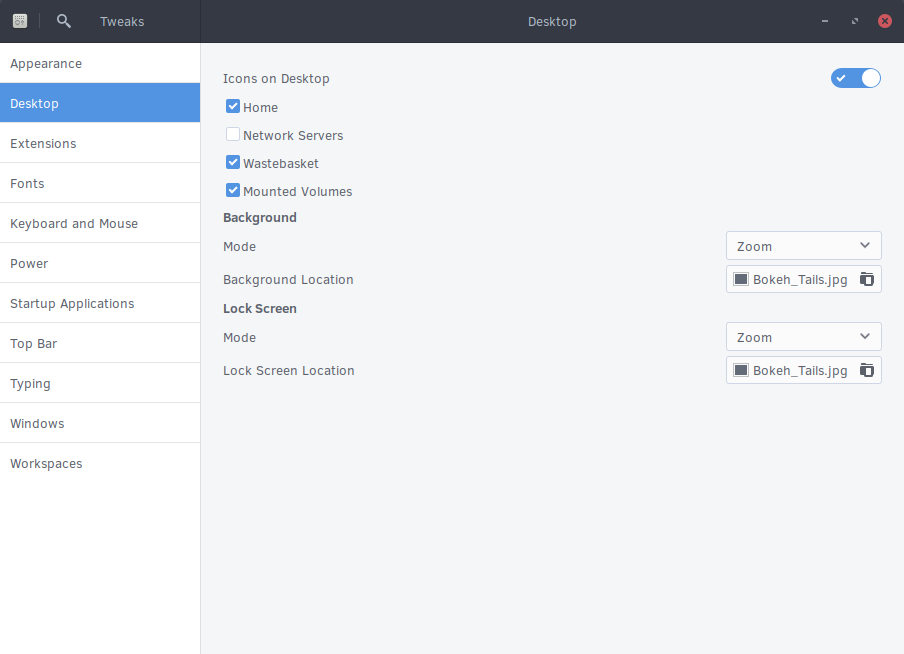 Tweaks
Desktop
Appearance
Desktop
Extensions
Fonts
Keyboard and Mouse
Power
Startup Applications
Top Bar
Typing
Windows
Workspaces
Icons on Desktop
Home
Network Servers
Wastebasket
Mounted Volumes
Background
Mode
Zoom
Background Location
Bokeh_Tails.jpg
Lock Screen
Mode
Zoom
Lock Screen Location
Bokeh_Tails.jpg